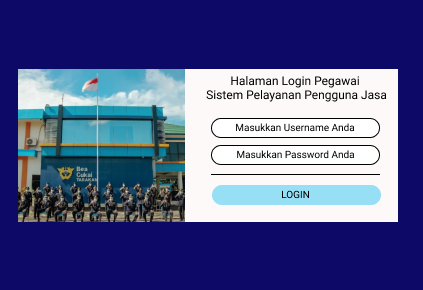 Halaman Login Pegawai
Sistem Pelayanan Pengguna Jasa
Masukkan Username Anda
Masukkan Password Anda
LOGIN
Bea
Cukai
TARAKAN